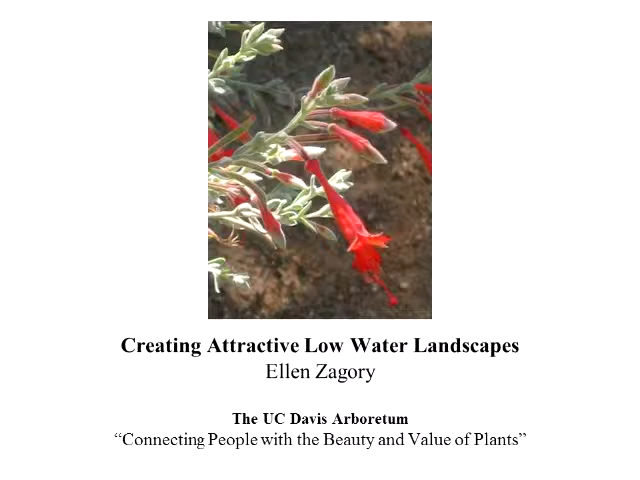 Creating Attractive Low Water Landscapes
Ellen Zagory
The UC Davis Arboretum
“Connecting People with the Beauty and Value of Plants”